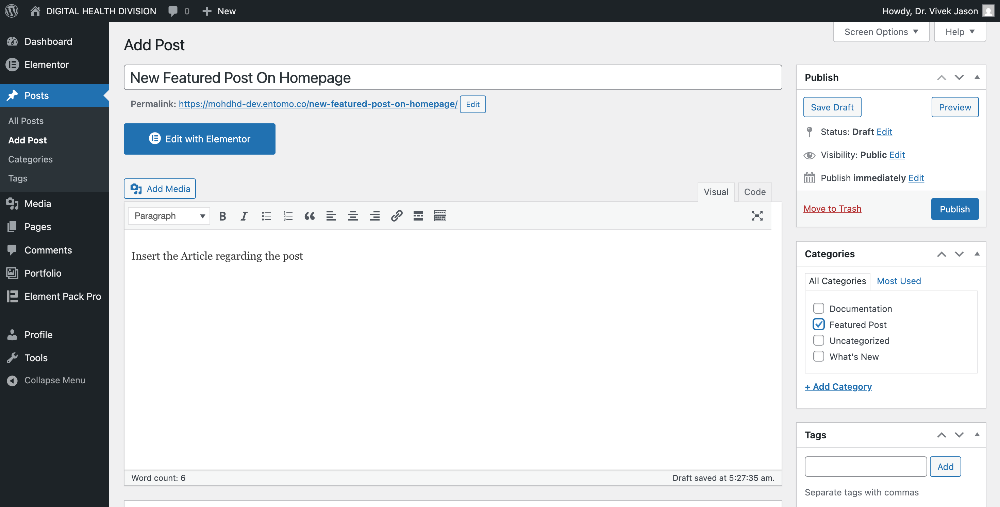 DIGITAL HEALTH DIVISION 0 New Howdy, Dr. Vivek Jason
Screen Options Help
Dashboard
Elementor
Posts
All Posts
Add Post
Categories
Tags
Media
Pages
Comments
Portfolio
Element Pack Pro
Profile
Tools
Collapse Menu
Add Post
New Featured Post On Homepage
Permalink: https://mohdhd-dev.entomo.co/new-featured-post-on-homepage/ Edit
Edit with Elementor
Add Media
Visual Code
Paragraph
Insert the Article regarding the post
Word count: 6 Draft saved at 5:27:35 am.
Publish
Save Draft Preview
Status: Draft Edit
Visibility: Public Edit
Publish immediately Edit
Move to Trash Publish
Categories
All Categories Most Used
Documentation
Featured Post
Uncategorized
What's New
+ Add Category
Tags
Add
Separate tags with commas